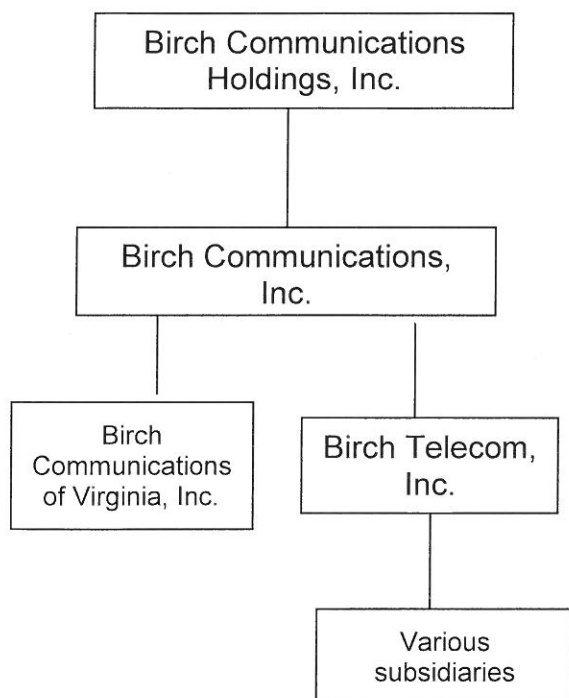 Birch Communications
Holdings, Inc.
Birch Communications,
Inc.
Birch
Communications
of Virginia, Inc.
Birch Telecom,
Inc.
Various
subsidiaries